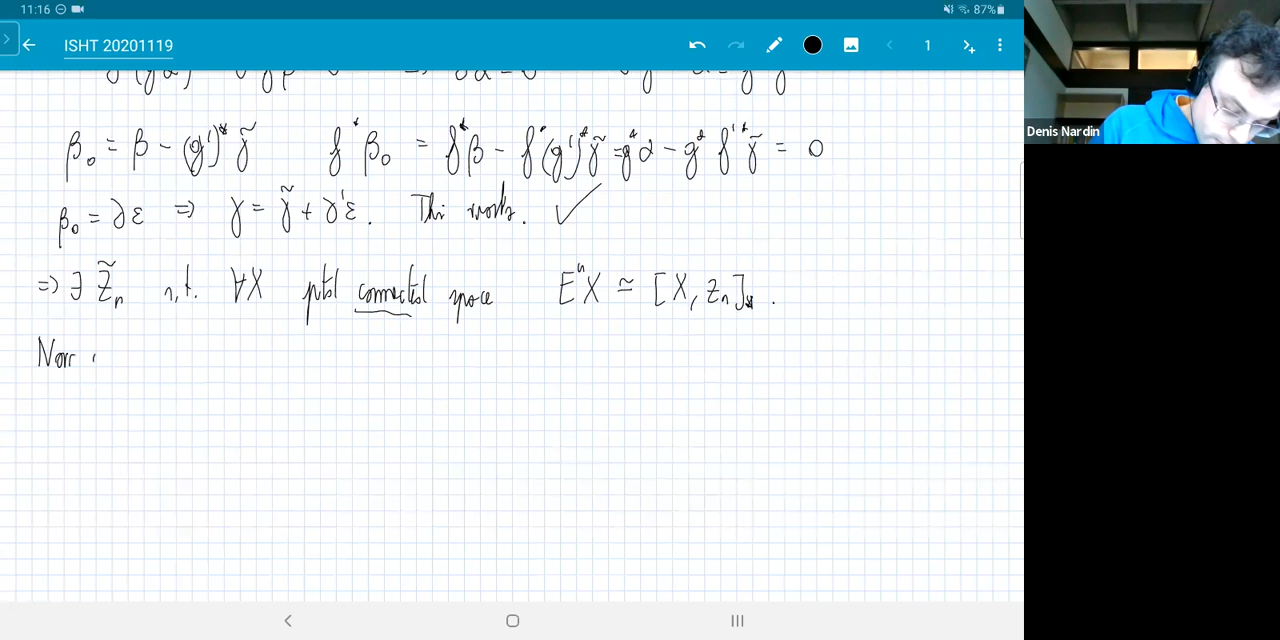 11:16 87%
ISHT 20201119 1
β₀ = β − (g')* γ̃ f* β₀ = f*β − f*(g')* γ̃ = g*α − g* f'* γ̃ = 0
β₀ = ∂ε ⇒ γ = γ̃ + ∂'ε. This works. ✓
⇒ ∃ Z̃ₙ s.t. ∀X ptd connected space EⁿX ≃ [X, Zₙ]⁎.
Now
Denis Nardin